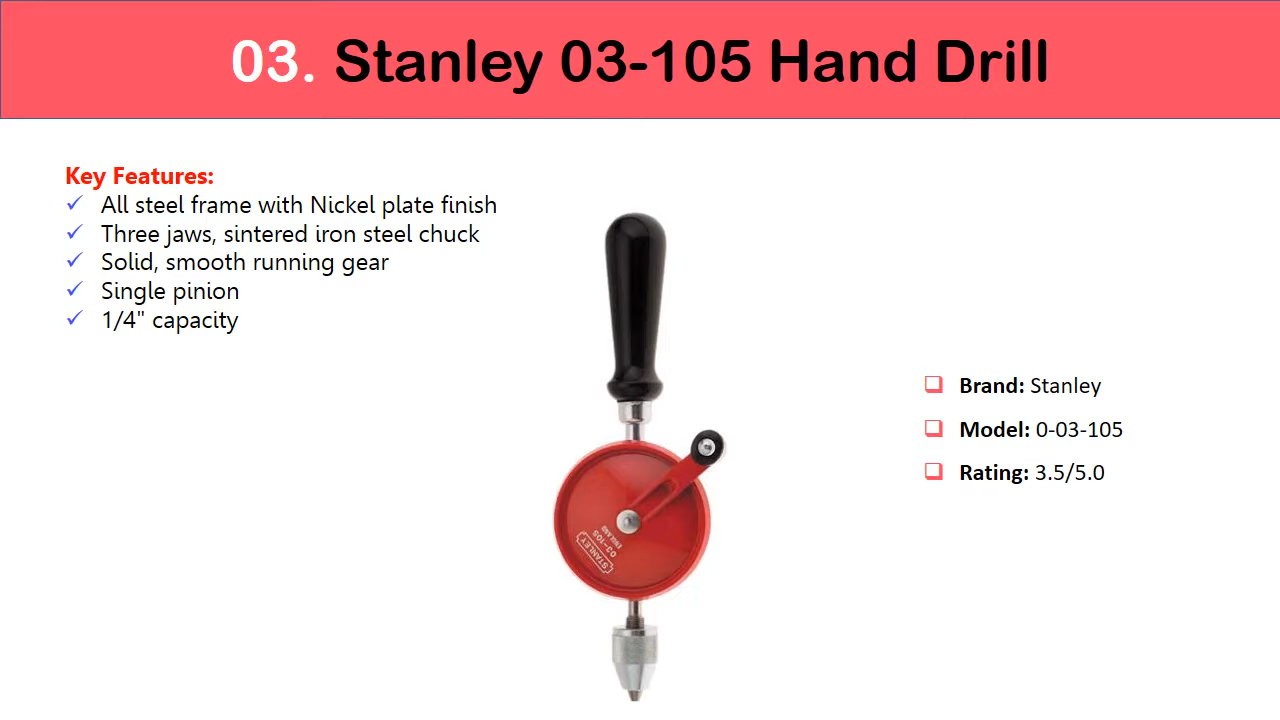 03. Stanley 03-105 Hand Drill
Key Features:
All steel frame with Nickel plate finish
Three jaws, sintered iron steel chuck
Solid, smooth running gear
Single pinion
1/4" capacity
Brand: Stanley
Model: 0-03-105
Rating: 3.5/5.0
STANLEY
03-105
ENGLAND